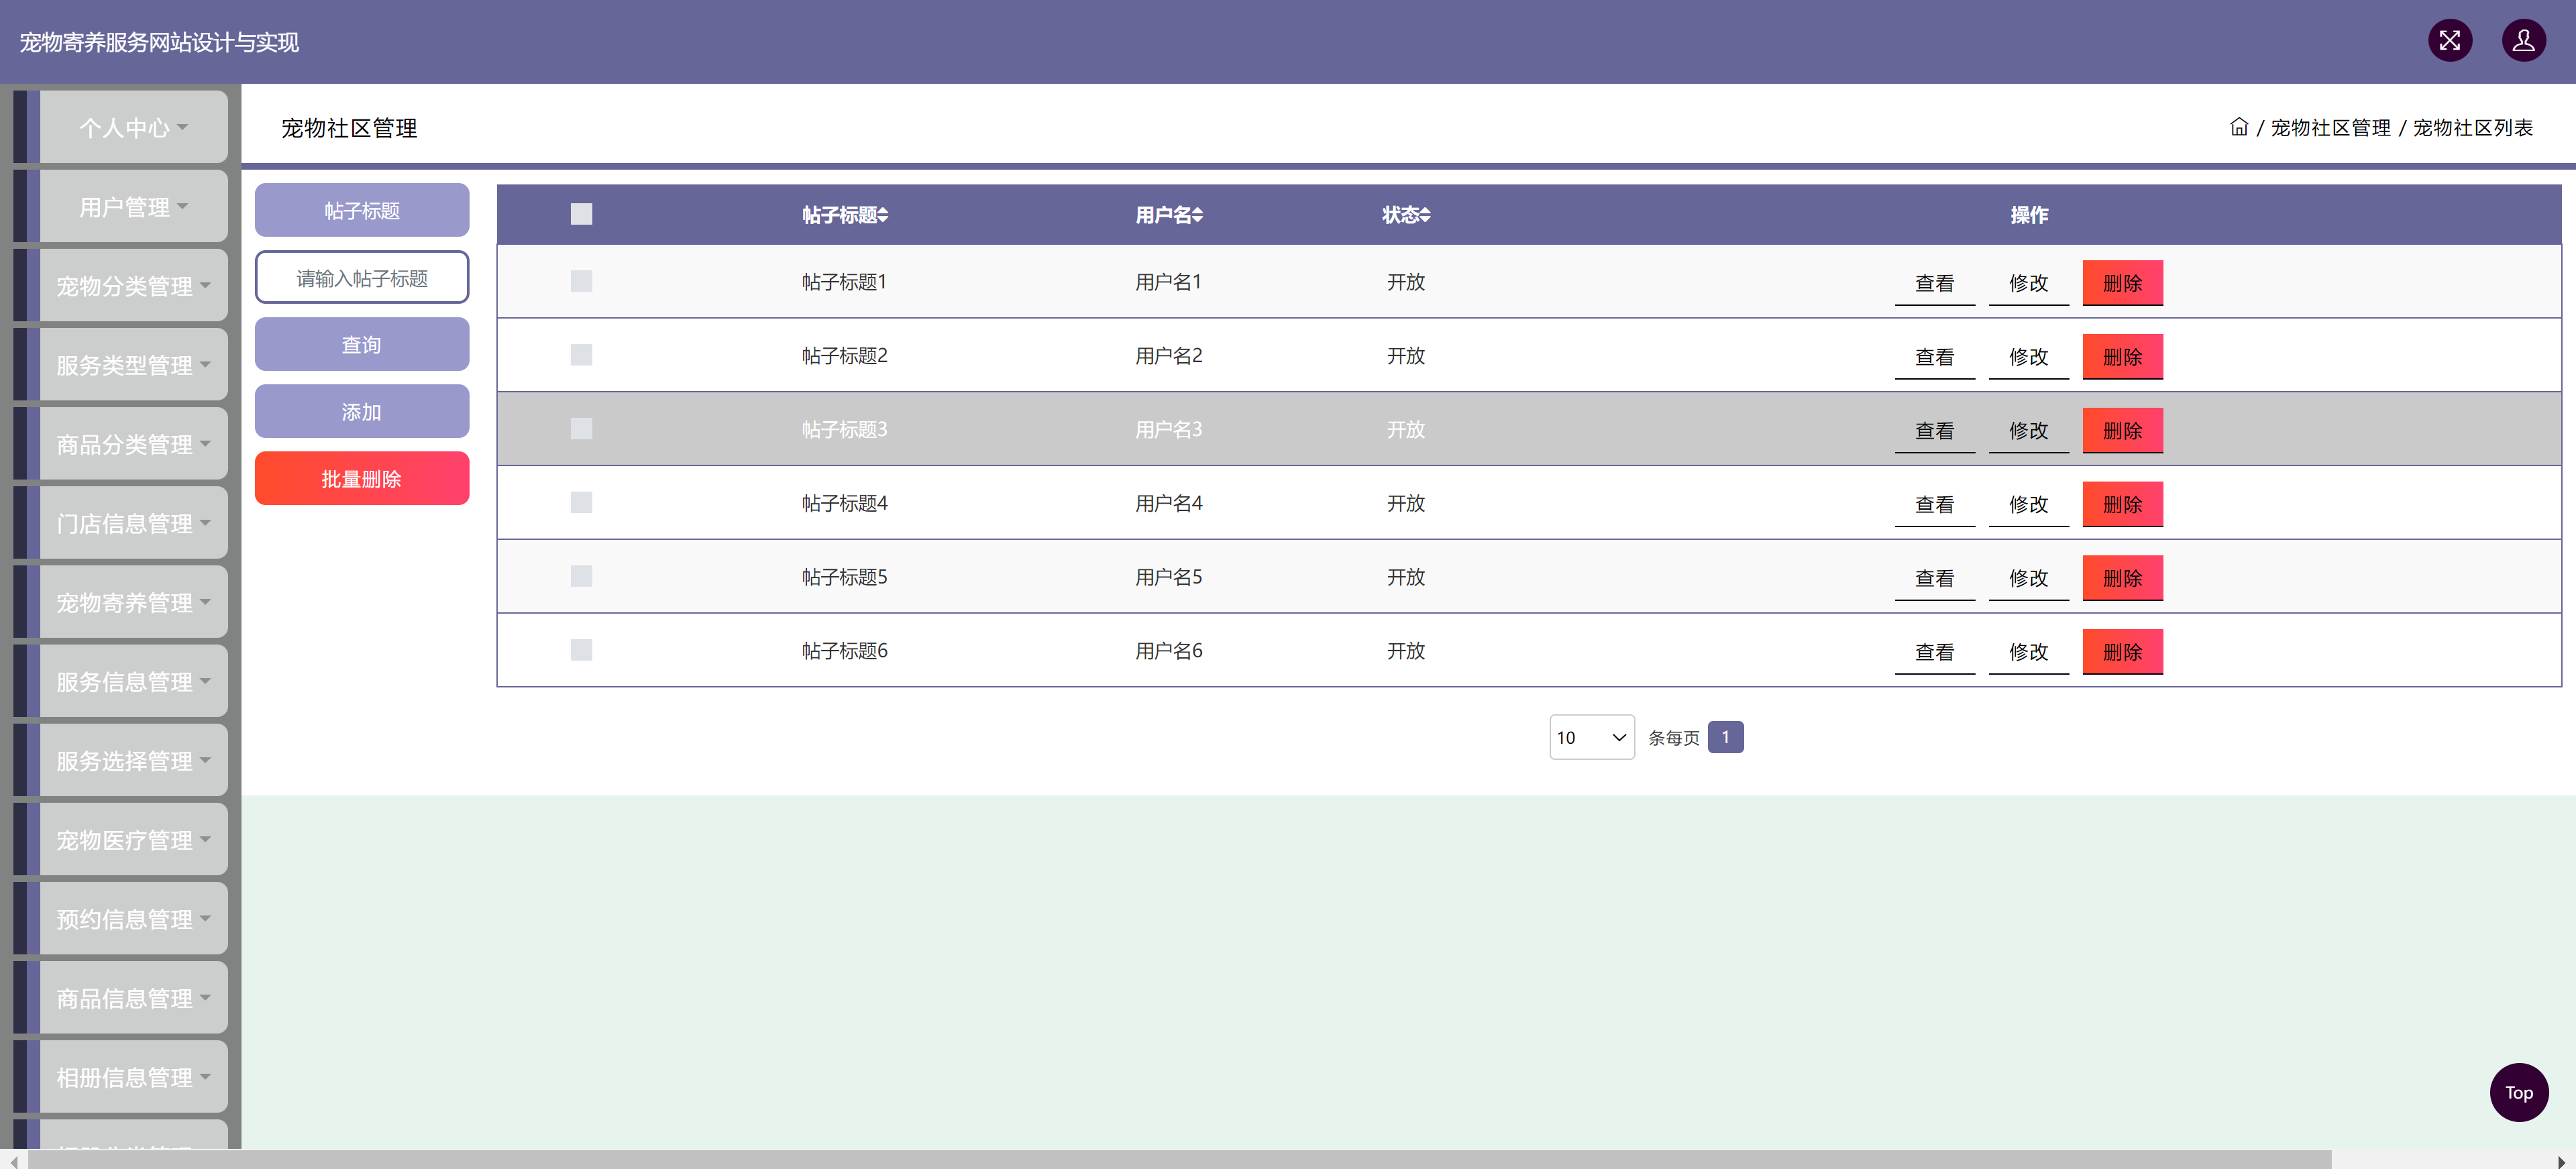 宠物寄养服务网站设计与实现
个人中心
用户管理
宠物分类管理
服务类型管理
商品分类管理
门店信息管理
宠物寄养管理
服务信息管理
服务选择管理
宠物医疗管理
预约信息管理
商品信息管理
相册信息管理
宠物社区管理
/ 宠物社区管理 / 宠物社区列表
帖子标题
请输入帖子标题
查询
添加
批量删除
帖子标题 用户名 状态 操作
帖子标题1 用户名1 开放 查看 修改 删除
帖子标题2 用户名2 开放 查看 修改 删除
帖子标题3 用户名3 开放 查看 修改 删除
帖子标题4 用户名4 开放 查看 修改 删除
帖子标题5 用户名5 开放 查看 修改 删除
帖子标题6 用户名6 开放 查看 修改 删除
10 条每页 1
Top